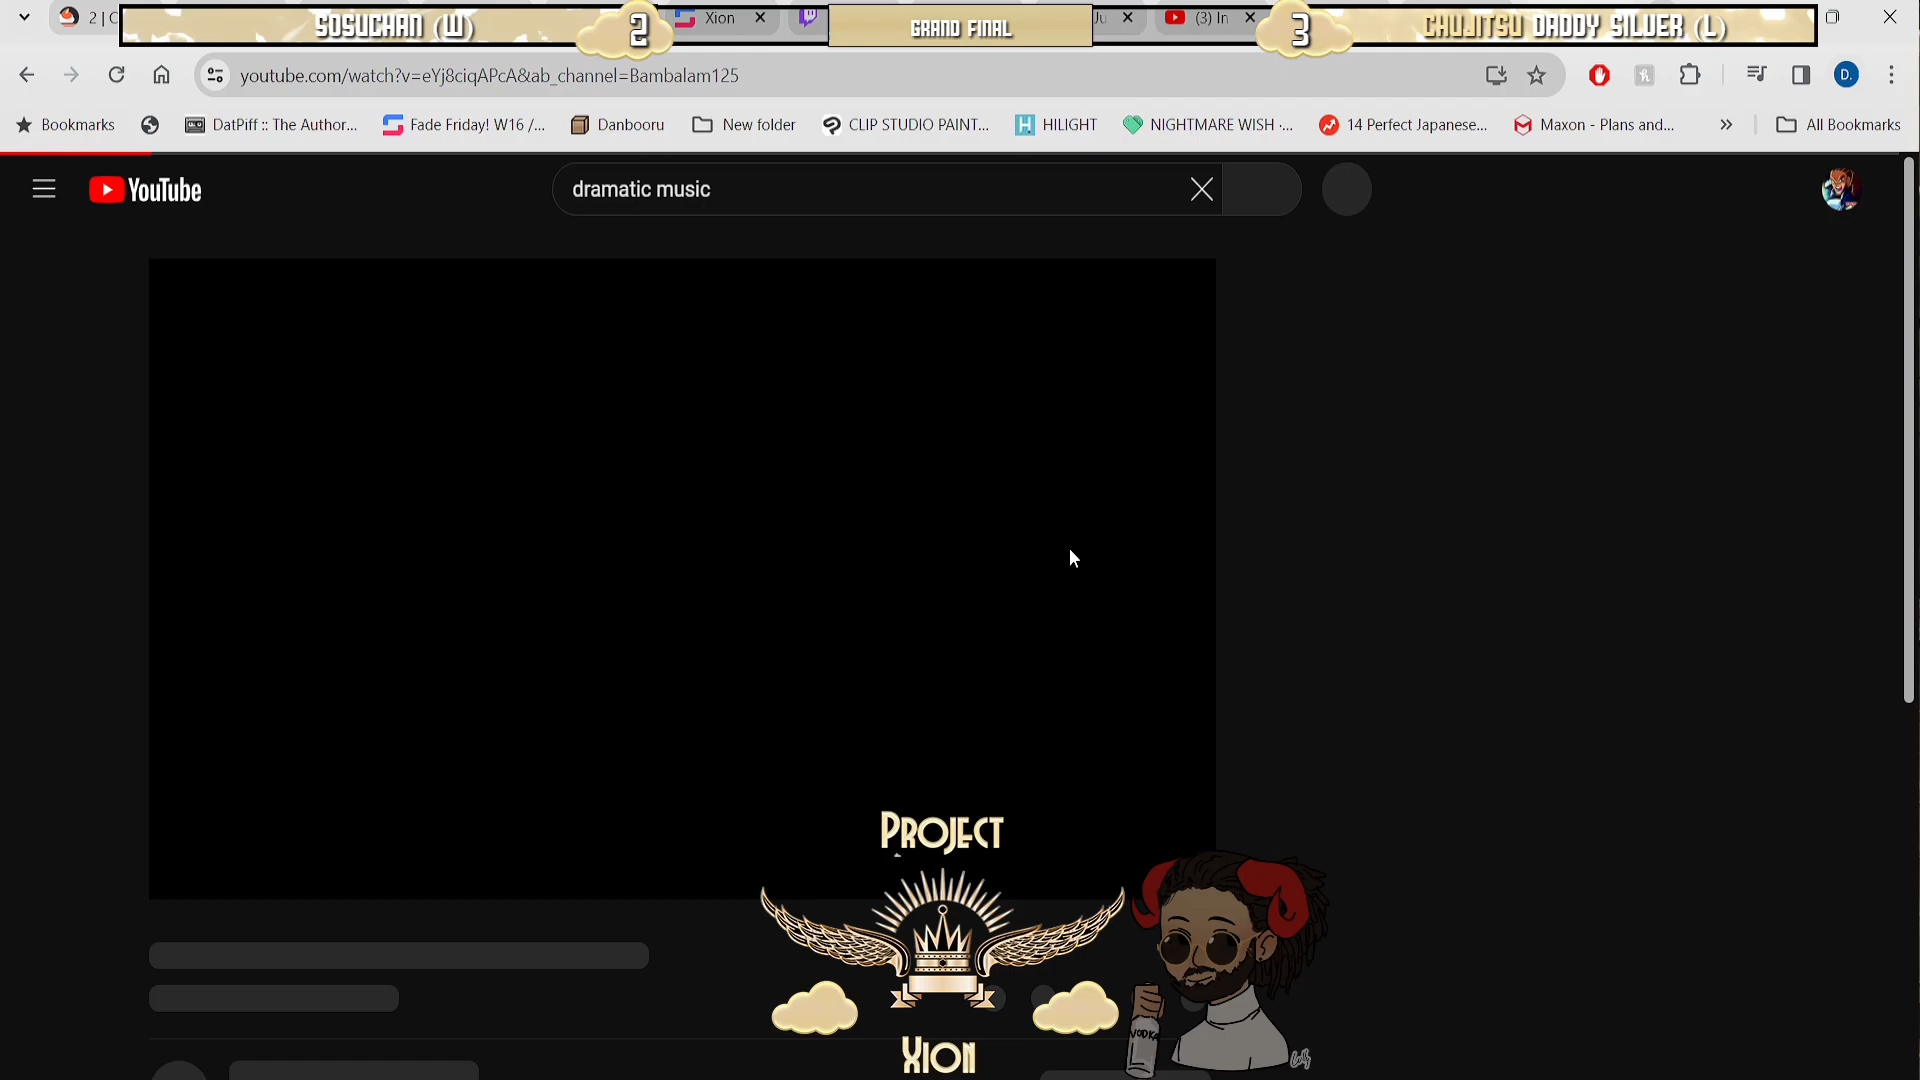 SOSUCHAN (W)
2
GRAND FINAL
3
CHUJITSU DADDY SILVER (L)
2 | C
Xion
(3) In
youtube.com/watch?v=eYj8ciqAPcA&ab_channel=Bambalam125
D.
Bookmarks
DatPiff :: The Author...
Fade Friday! W16 /...
Danbooru
New folder
CLIP STUDIO PAINT...
HILIGHT
NIGHTMARE WISH ·...
14 Perfect Japanese...
Maxon - Plans and...
»
All Bookmarks
YouTube
dramatic music
PROJECT
XION
VODKA